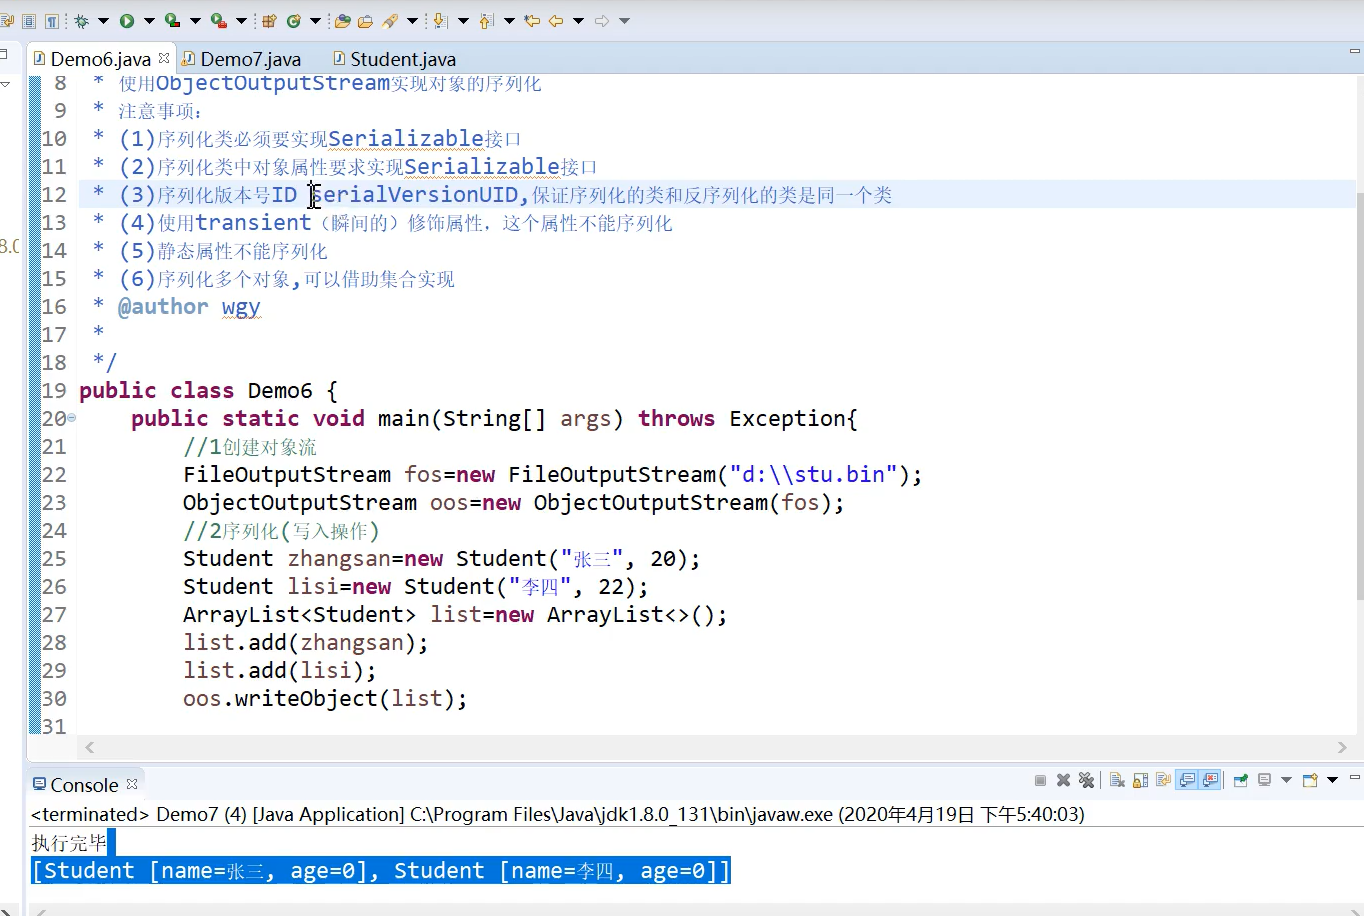 Demo6.java Demo7.java Student.java
8 * 使用ObjectOutputStream实现对象的序列化
9 * 注意事项:
10 * (1)序列化类必须要实现Serializable接口
11 * (2)序列化类中对象属性要求实现Serializable接口
12 * (3)序列化版本号ID serialVersionUID,保证序列化的类和反序列化的类是同一个类
13 * (4)使用transient（瞬间的）修饰属性，这个属性不能序列化
14 * (5)静态属性不能序列化
15 * (6)序列化多个对象,可以借助集合实现
16 * @author wgy
17 *
18 */
19 public class Demo6 {
20 public static void main(String[] args) throws Exception{
21 //1创建对象流
22 FileOutputStream fos=new FileOutputStream("d:\\stu.bin");
23 ObjectOutputStream oos=new ObjectOutputStream(fos);
24 //2序列化(写入操作)
25 Student zhangsan=new Student("张三", 20);
26 Student lisi=new Student("李四", 22);
27 ArrayList<Student> list=new ArrayList<>();
28 list.add(zhangsan);
29 list.add(lisi);
30 oos.writeObject(list);
31
Console
<terminated> Demo7 (4) [Java Application] C:\Program Files\Java\jdk1.8.0_131\bin\javaw.exe (2020年4月19日 下午5:40:03)
执行完毕
[Student [name=张三, age=0], Student [name=李四, age=0]]